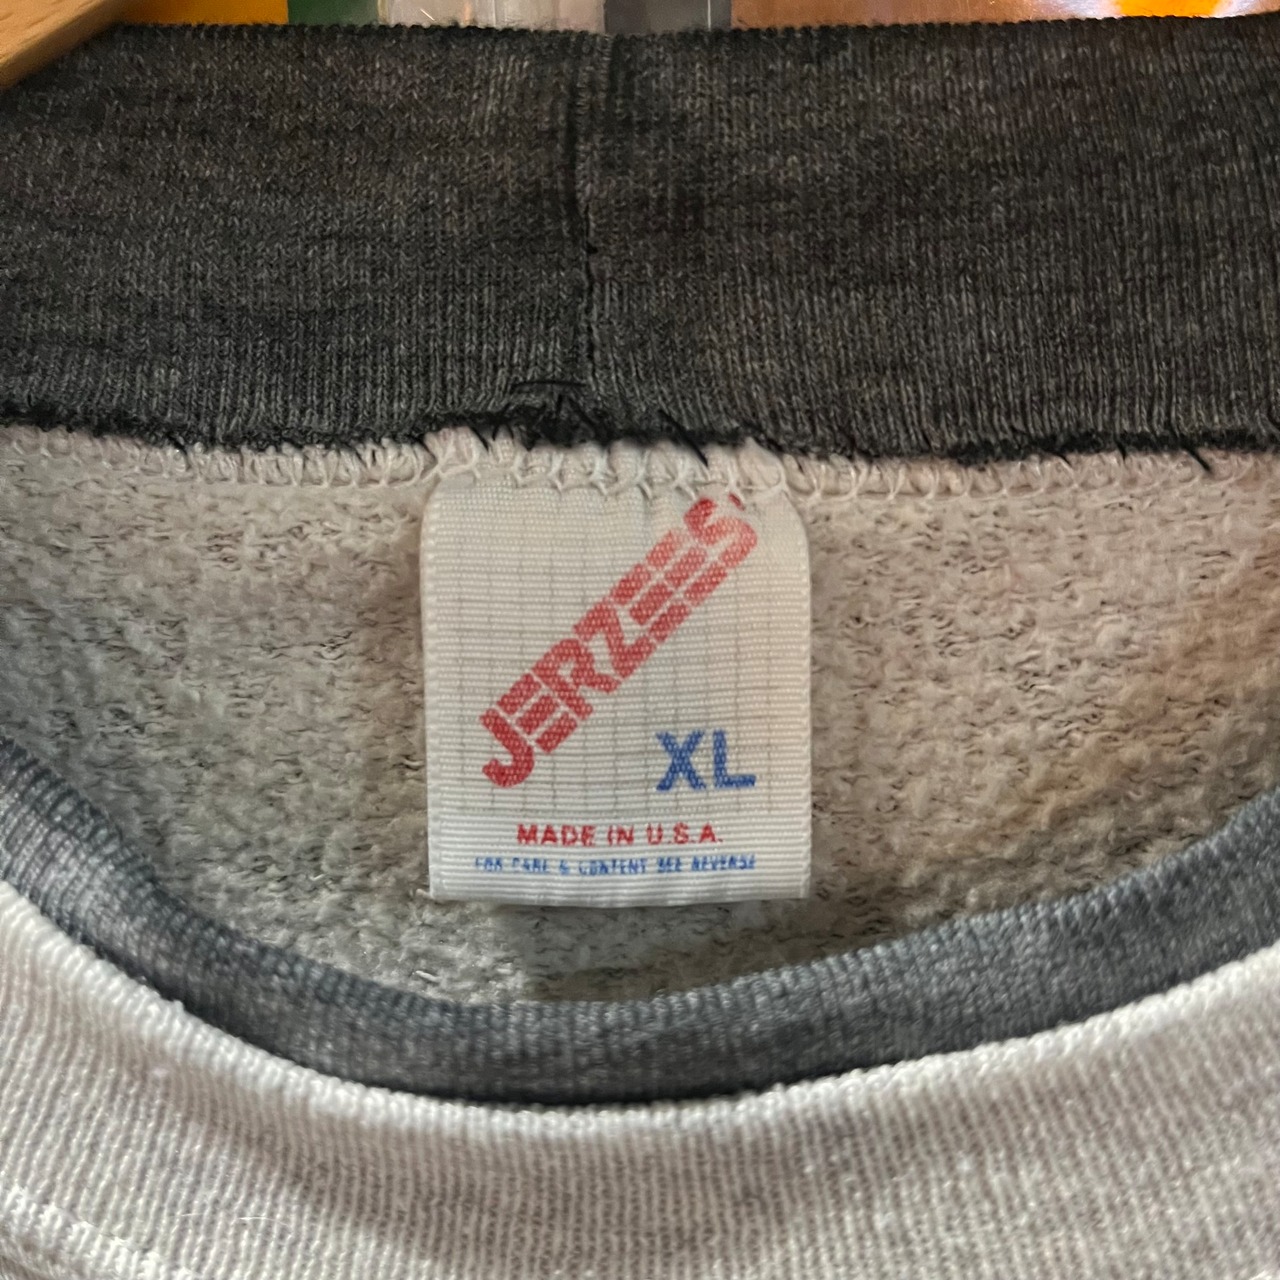 JERZEES
XL
MADE IN U.S.A.
FOR CARE & CONTENT SEE REVERSE